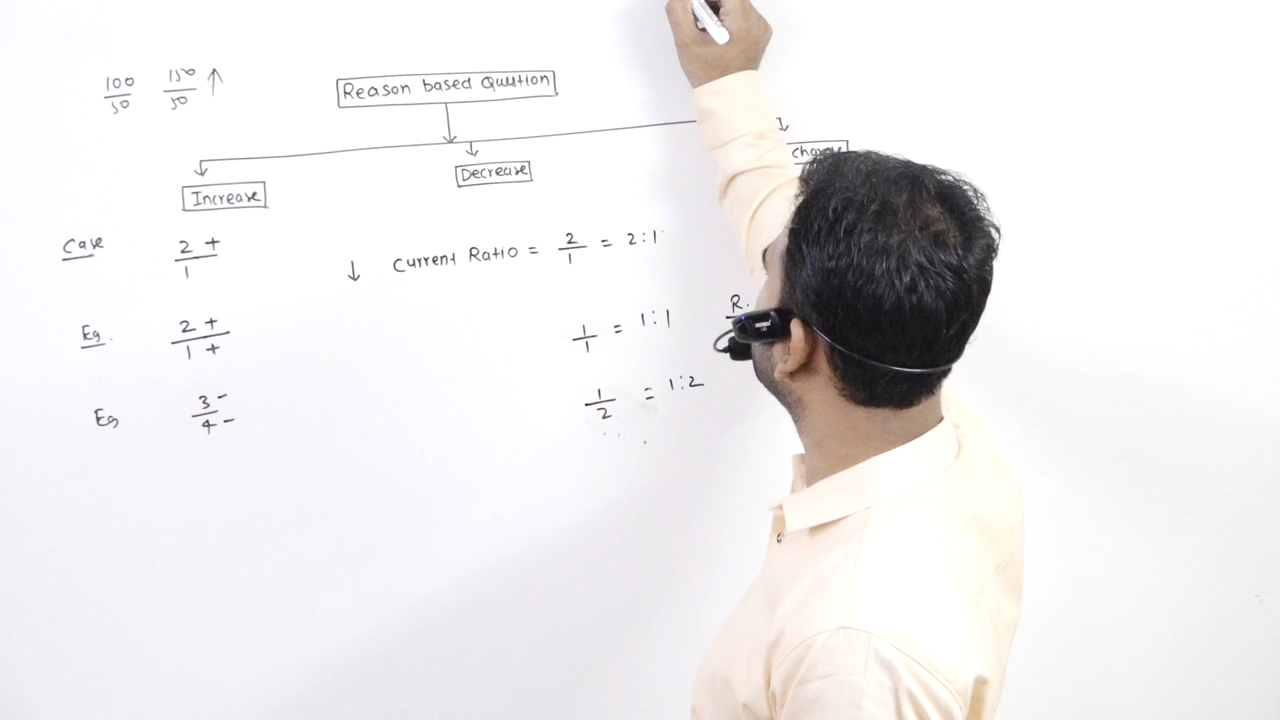 100 150 ↑
50 50
Reason based Question
Increase
Decrease
change
Case 2 +
1
↓ Current Ratio = 2/1 = 2:1
Eg. 2 +
1 +
1/1 = 1:1
R.
Eg 3 -
4 -
1/2 = 1:2